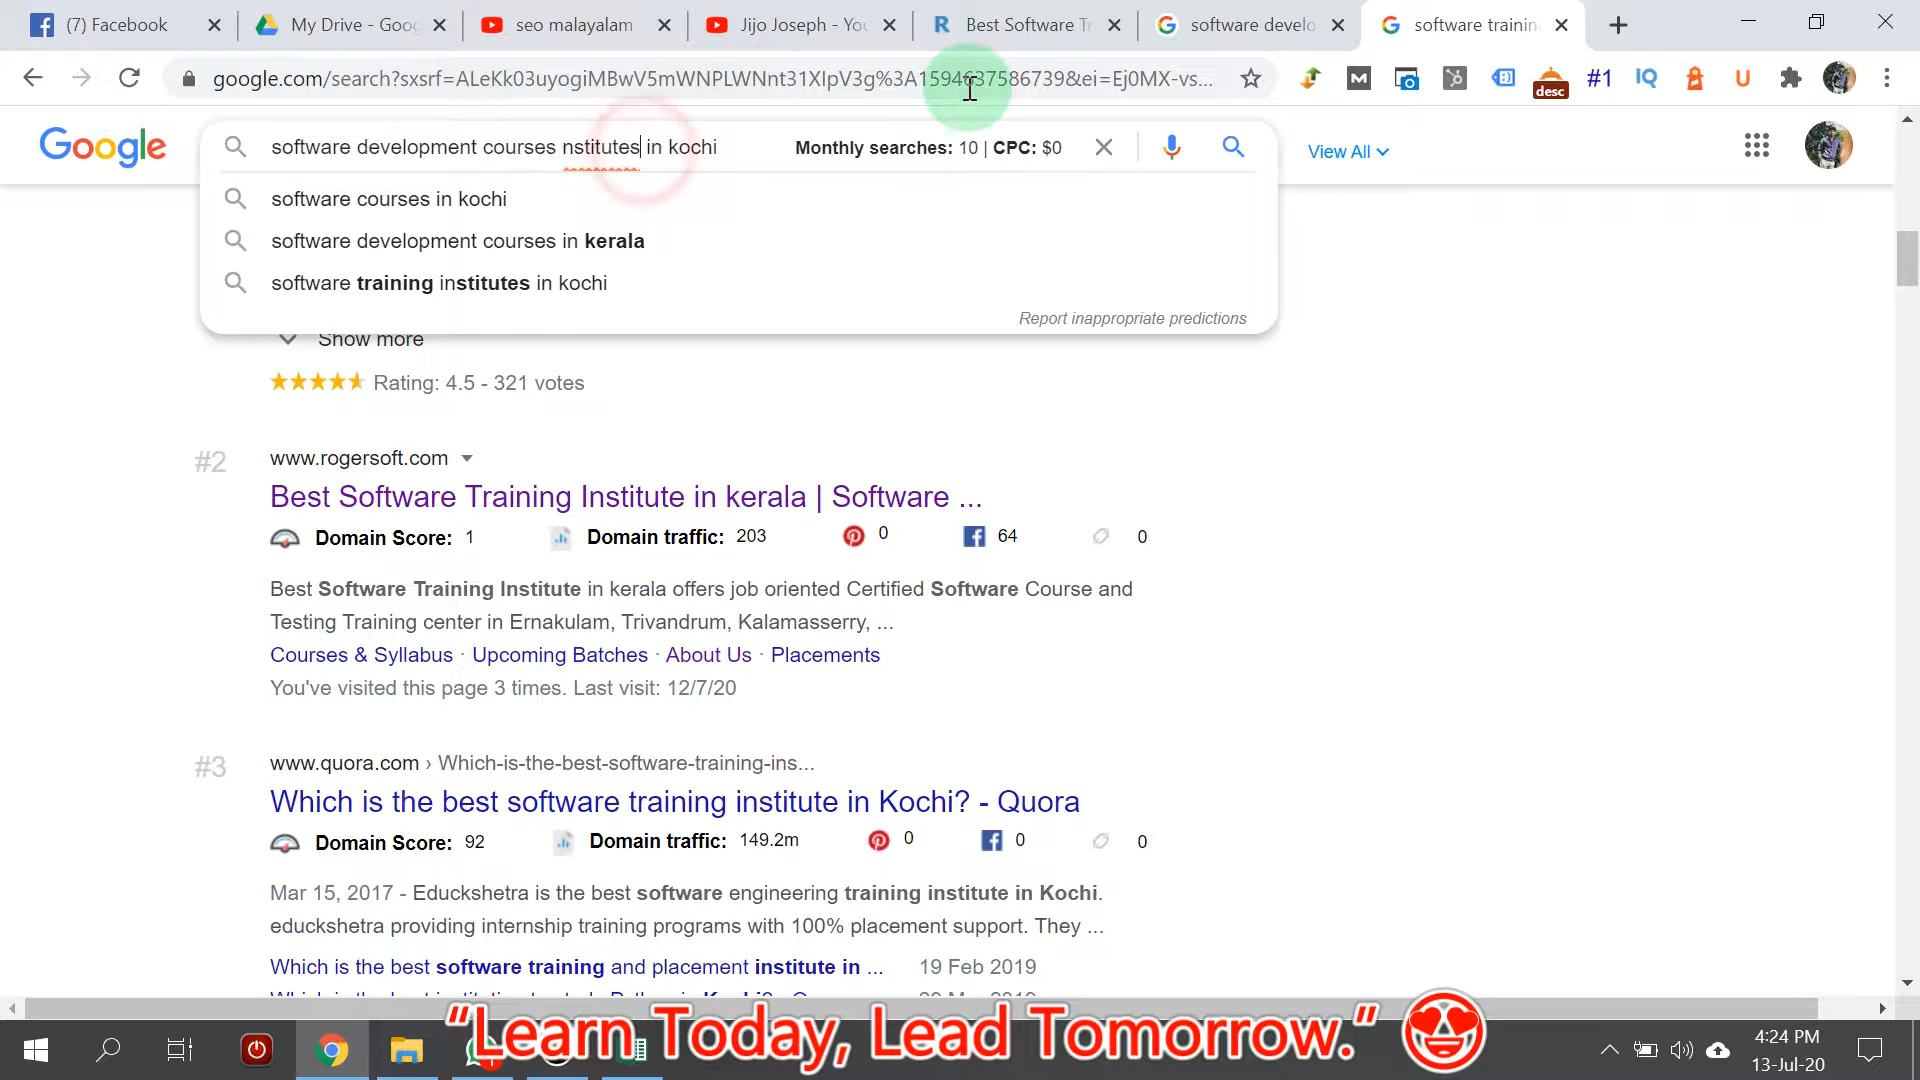 (7) Facebook
My Drive - Goog
seo malayalam
Jijo Joseph - You
R Best Software Tr
software develo
software trainin
google.com/search?sxsrf=ALeKk03uyogiMBwV5mWNPLWNnt31XlpV3g%3A1594637586739&ei=Ej0MX-vs...
desc
#1
IQ
U
Google
software development courses nstitutes in kochi
Monthly searches: 10 | CPC: $0
View All
software courses in kochi
software development courses in kerala
software training institutes in kochi
Report inappropriate predictions
Show more
Rating: 4.5 - 321 votes
#2
www.rogersoft.com
Best Software Training Institute in kerala | Software ...
Domain Score: 1 Domain traffic: 203 0 64 0
Best Software Training Institute in kerala offers job oriented Certified Software Course and
Testing Training center in Ernakulam, Trivandrum, Kalamasserry, ...
Courses & Syllabus · Upcoming Batches · About Us · Placements
You've visited this page 3 times. Last visit: 12/7/20
#3
www.quora.com › Which-is-the-best-software-training-ins...
Which is the best software training institute in Kochi? - Quora
Domain Score: 92 Domain traffic: 149.2m 0 0 0
Mar 15, 2017 - Educkshetra is the best software engineering training institute in Kochi.
educkshetra providing internship training programs with 100% placement support. They ...
Which is the best software training and placement institute in ... 19 Feb 2019
“Learn Today, Lead Tomorrow.”
4:24 PM
13-Jul-20